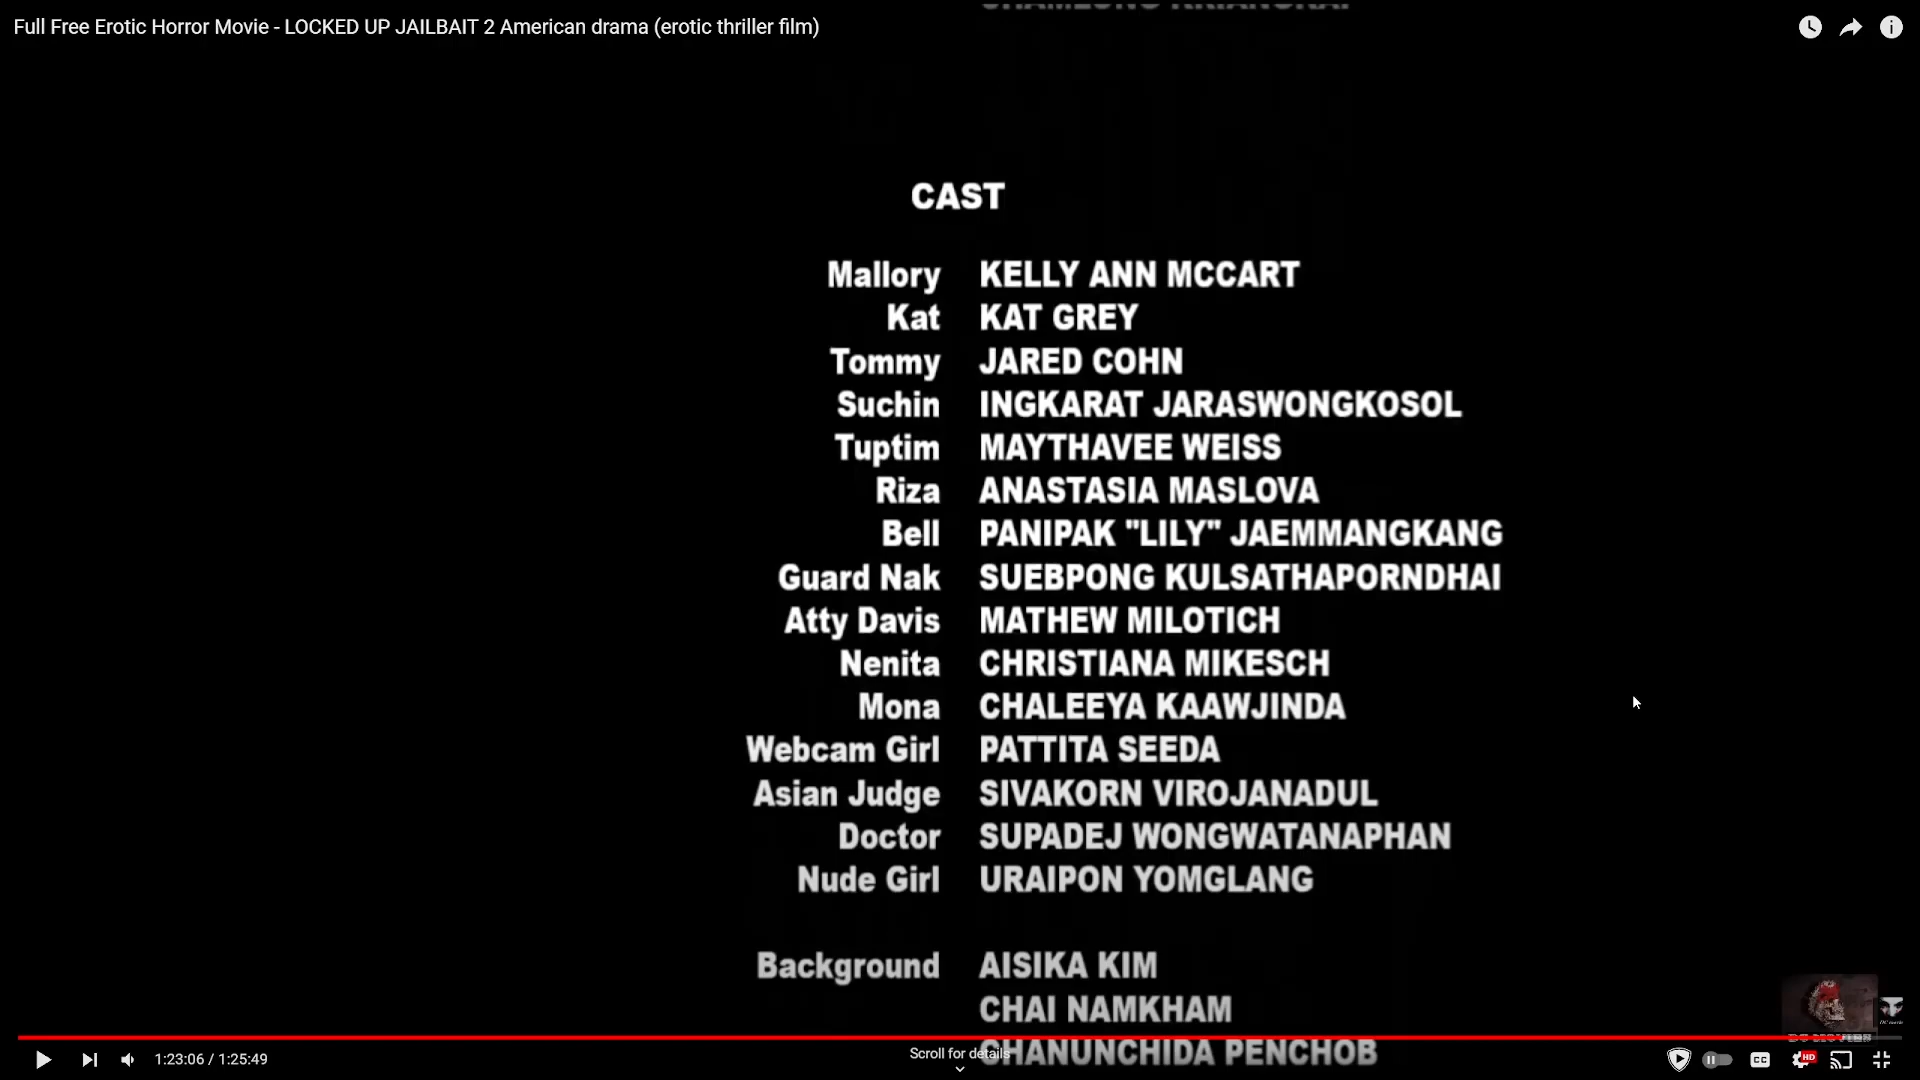 Full Free Erotic Horror Movie - LOCKED UP JAILBAIT 2 American drama (erotic thriller film)
CAST
Mallory KELLY ANN MCCART
Kat KAT GREY
Tommy JARED COHN
Suchin INGKARAT JARASWONGKOSOL
Tuptim MAYTHAVEE WEISS
Riza ANASTASIA MASLOVA
Bell PANIPAK "LILY" JAEMMANGKANG
Guard Nak SUEBPONG KULSATHAPORNDHAI
Atty Davis MATHEW MILOTICH
Nenita CHRISTIANA MIKESCH
Mona CHALEEYA KAAWJINDA
Webcam Girl PATTITA SEEDA
Asian Judge SIVAKORN VIROJANADUL
Doctor SUPADEJ WONGWATANAPHAN
Nude Girl URAIPON YOMGLANG
Background AISIKA KIM
CHAI NAMKHAM
CHANUNCHIDA PENCHOB
Scroll for details
1:23:06 / 1:25:49
CC
HD